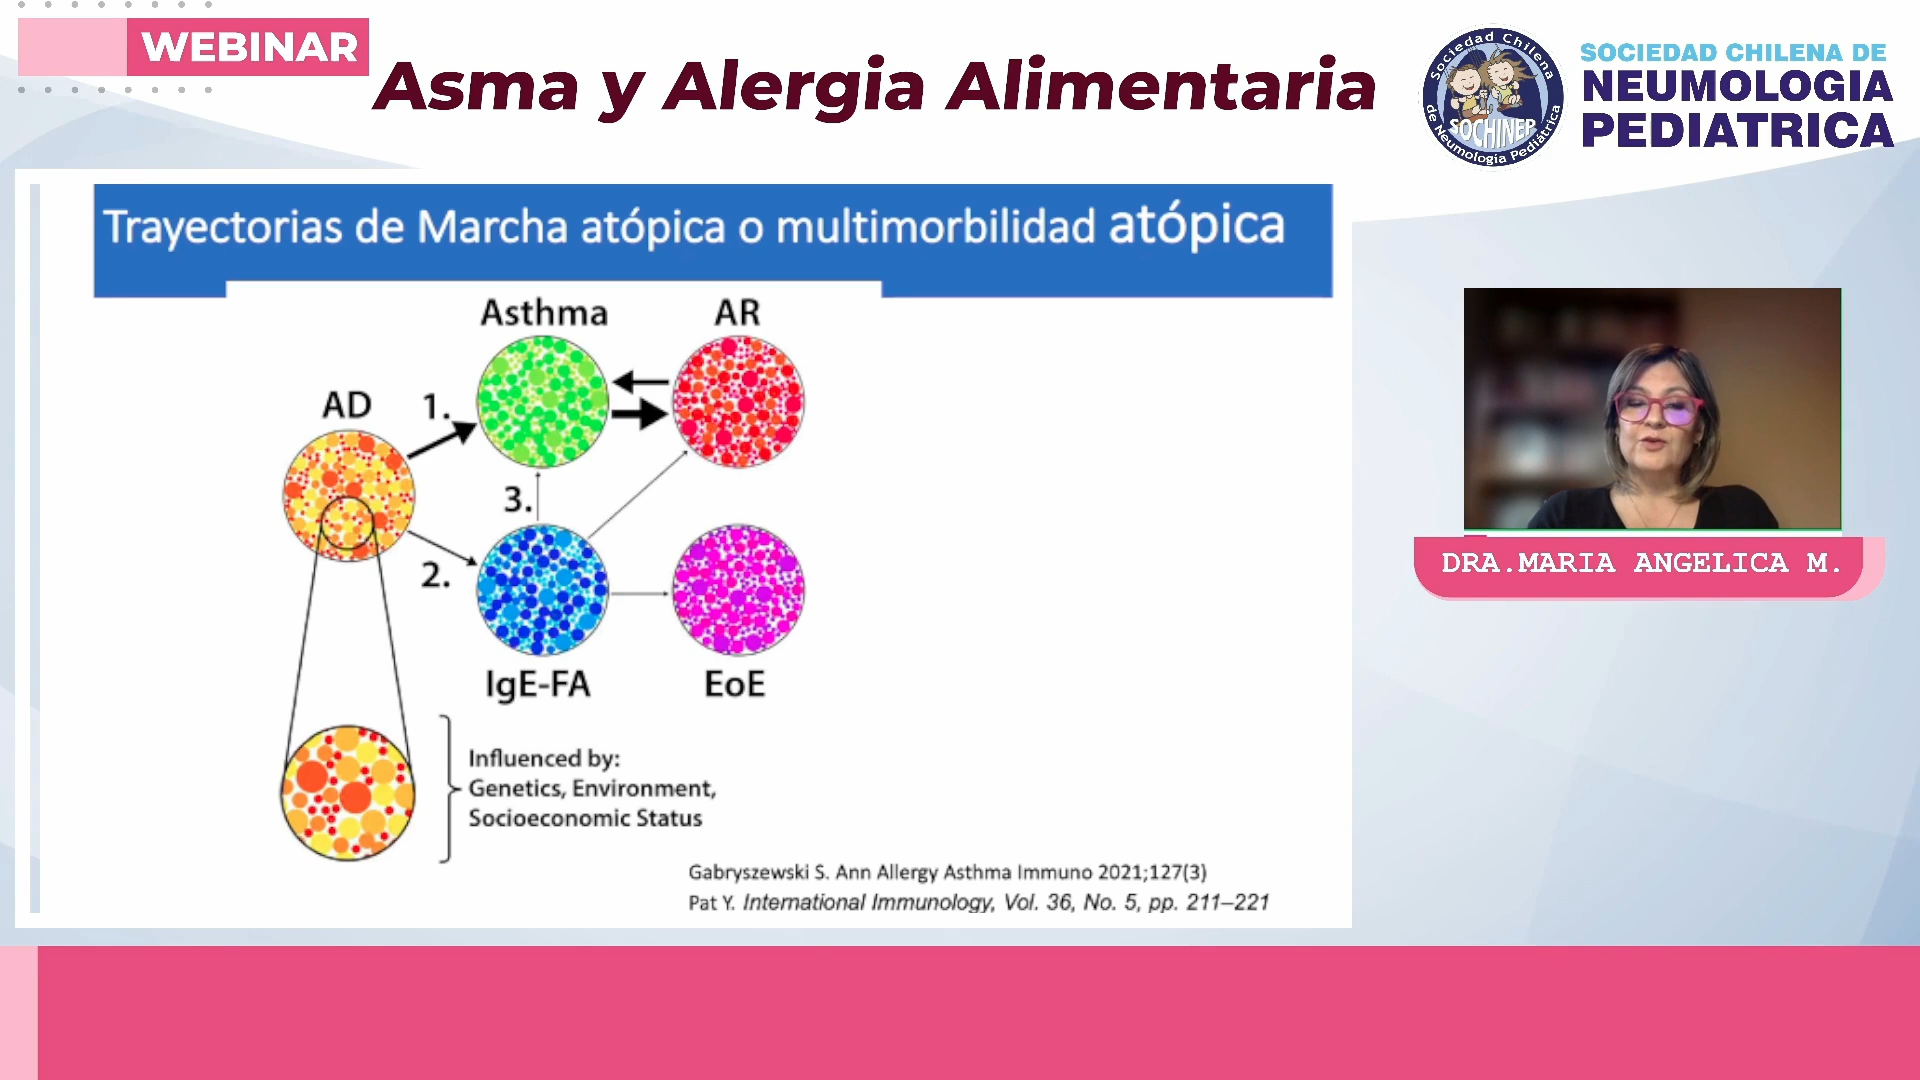 WEBINAR
Asma y Alergia Alimentaria
Sociedad Chilena
de Neumología Pediátrica
SOCHINEP
SOCIEDAD CHILENA DE
NEUMOLOGIA
PEDIATRICA
Trayectorias de Marcha atópica o multimorbilidad atópica
Asthma
AR
AD
1.
3.
2.
IgE-FA
EoE
Influenced by:
Genetics, Environment,
Socioeconomic Status
Gabryszewski S. Ann Allergy Asthma Immuno 2021;127(3)
Pat Y. International Immunology, Vol. 36, No. 5, pp. 211–221
DRA.MARIA ANGELICA M.